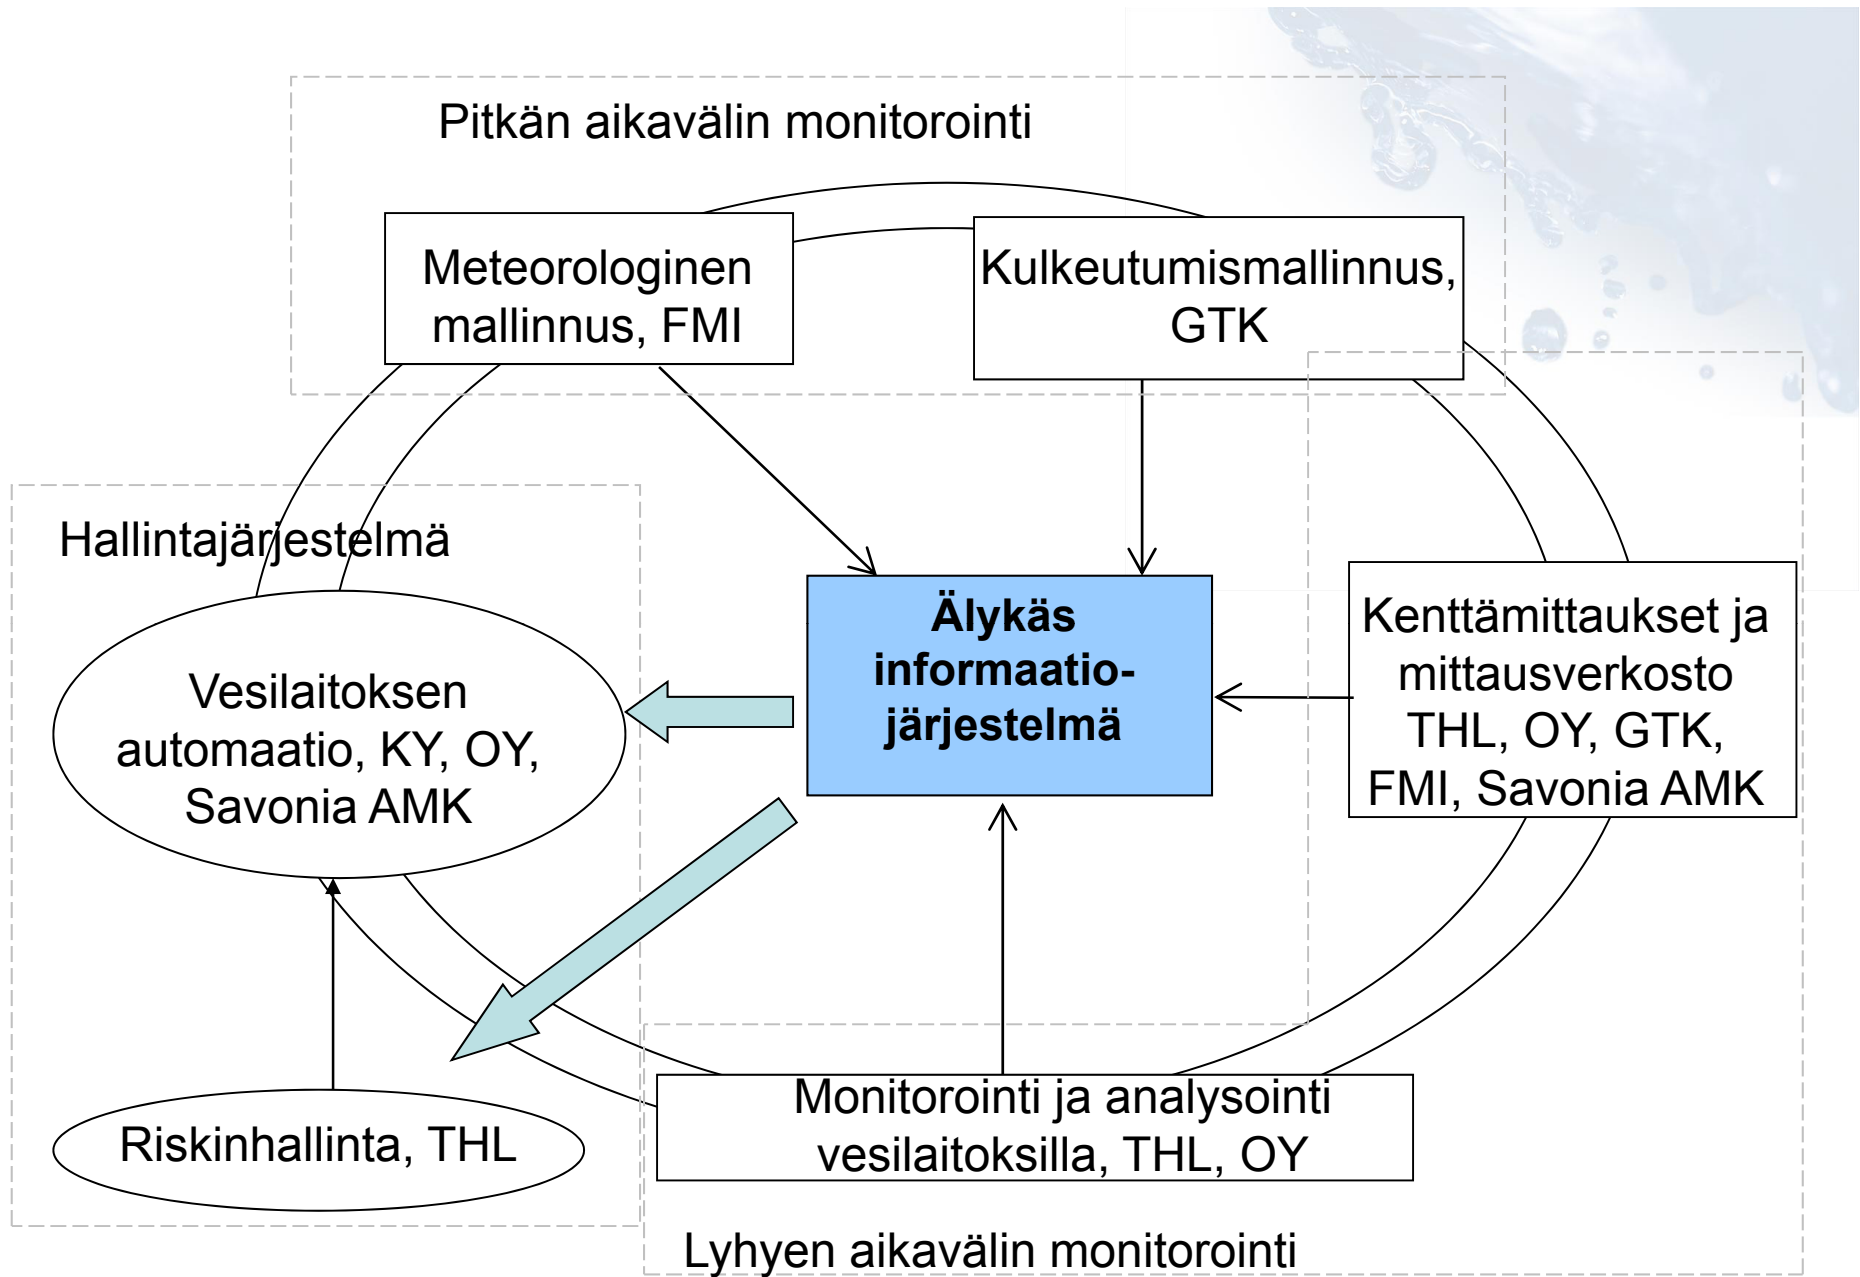 Pitkän aikavälin monitorointi
Meteorologinen
mallinnus, FMI
Kulkeutumismallinnus,
GTK
Hallintajärjestelmä
Vesilaitoksen
automaatio, KY, OY,
Savonia AMK
Älykäs
informaatio-
järjestelmä
Kenttämittaukset ja
mittausverkosto
THL, OY, GTK,
FMI, Savonia AMK
Riskinhallinta, THL
Monitorointi ja analysointi
vesilaitoksilla, THL, OY
Lyhyen aikavälin monitorointi